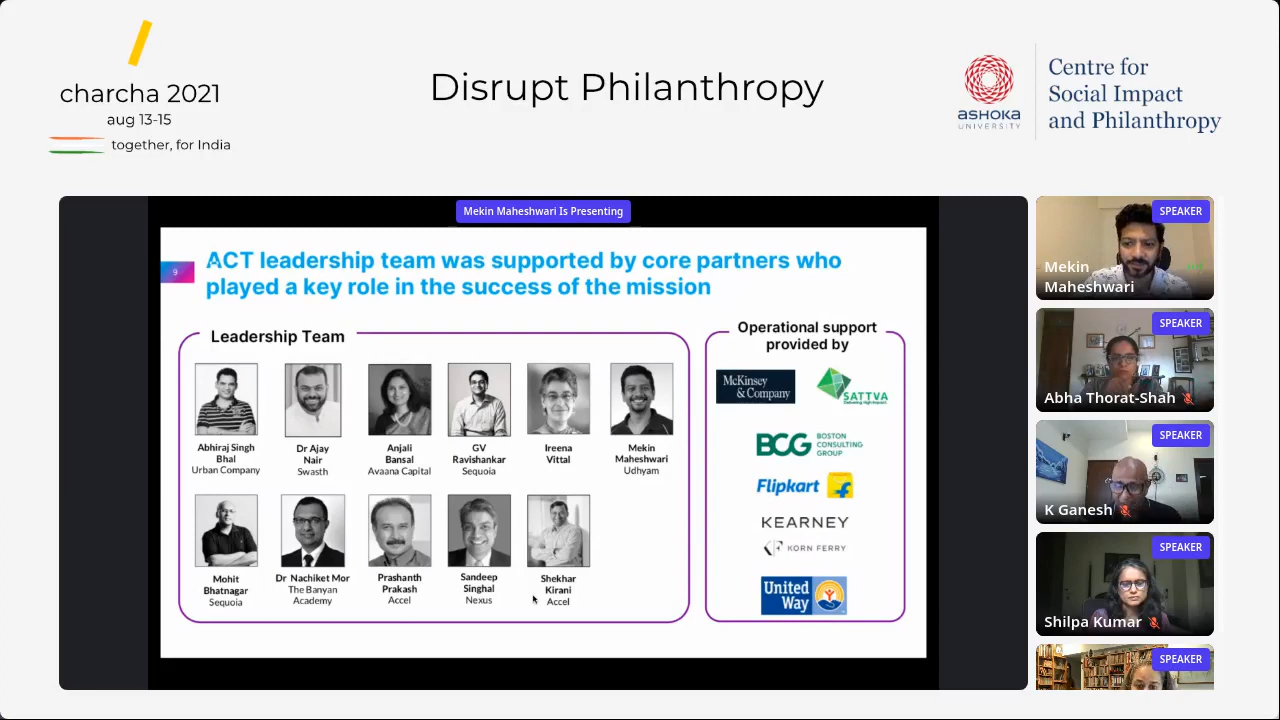 charcha 2021
aug 13-15
together, for India
Disrupt Philanthropy
ASHOKA
UNIVERSITY
Centre for
Social Impact
and Philanthropy
Mekin Maheshwari Is Presenting
9
ACT leadership team was supported by core partners who
played a key role in the success of the mission
Leadership Team
Abhiraj Singh
Bhal
Urban Company
Dr Ajay
Nair
Swasth
Anjali
Bansal
Avaana Capital
GV
Ravishankar
Sequoia
Ireena
Vittal
Mekin
Maheshwari
Udhyam
Mohit
Bhatnagar
Sequoia
Dr Nachiket Mor
The Banyan
Academy
Prashanth
Prakash
Accel
Sandeep
Singhal
Nexus
Shekhar
Kirani
Accel
Operational support
provided by
McKinsey
& Company
SATTVA
Delivering High Impact
BCG
BOSTON
CONSULTING
GROUP
Flipkart
KEARNEY
KORN FERRY
United
Way
SPEAKER
Mekin
Maheshwari
SPEAKER
Abha Thorat-Shah
SPEAKER
K Ganesh
SPEAKER
Shilpa Kumar
SPEAKER